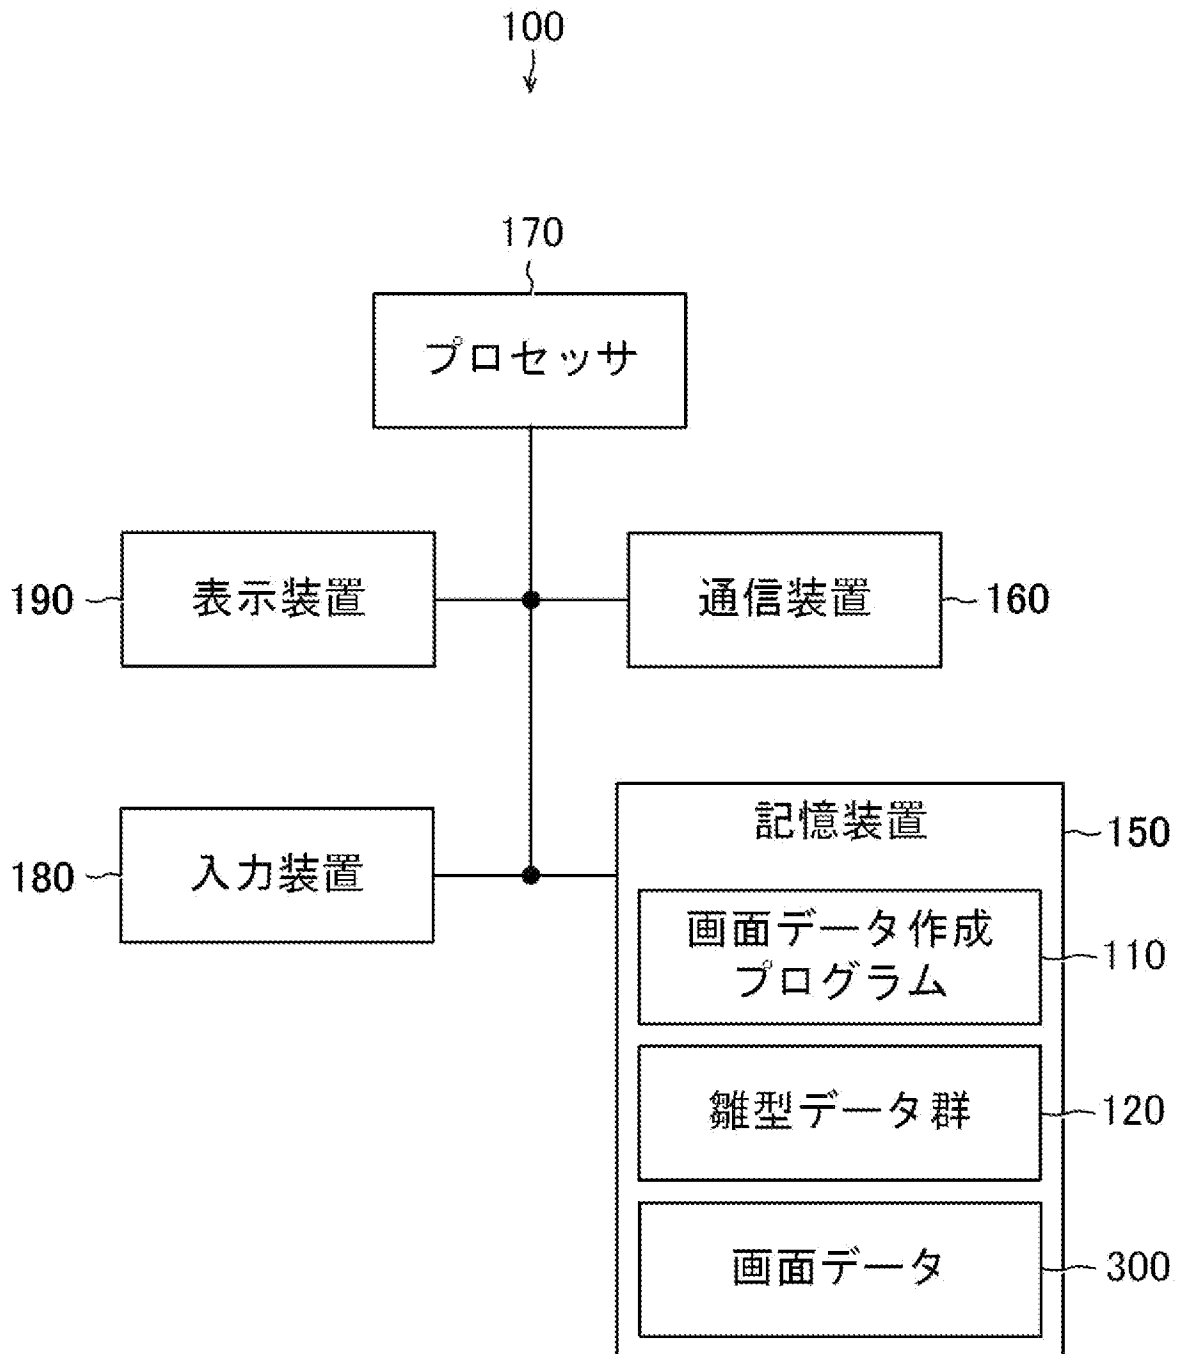 100
170
プロセッサ
190
表示装置
通信装置
160
180
入力装置
記憶装置
150
画面データ作成
プログラム
110
雛型データ群
120
画面データ
300